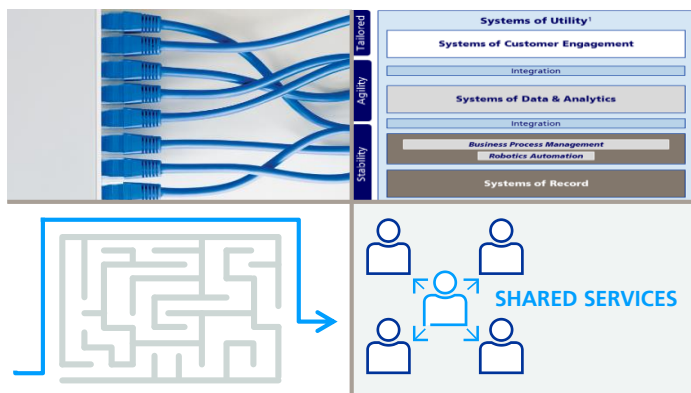 Tailored
Agility
Stability
Systems of Utility¹
Systems of Customer Engagement
Integration
Systems of Data & Analytics
Integration
Business Process Management
Robotics Automation
Systems of Record
SHARED SERVICES